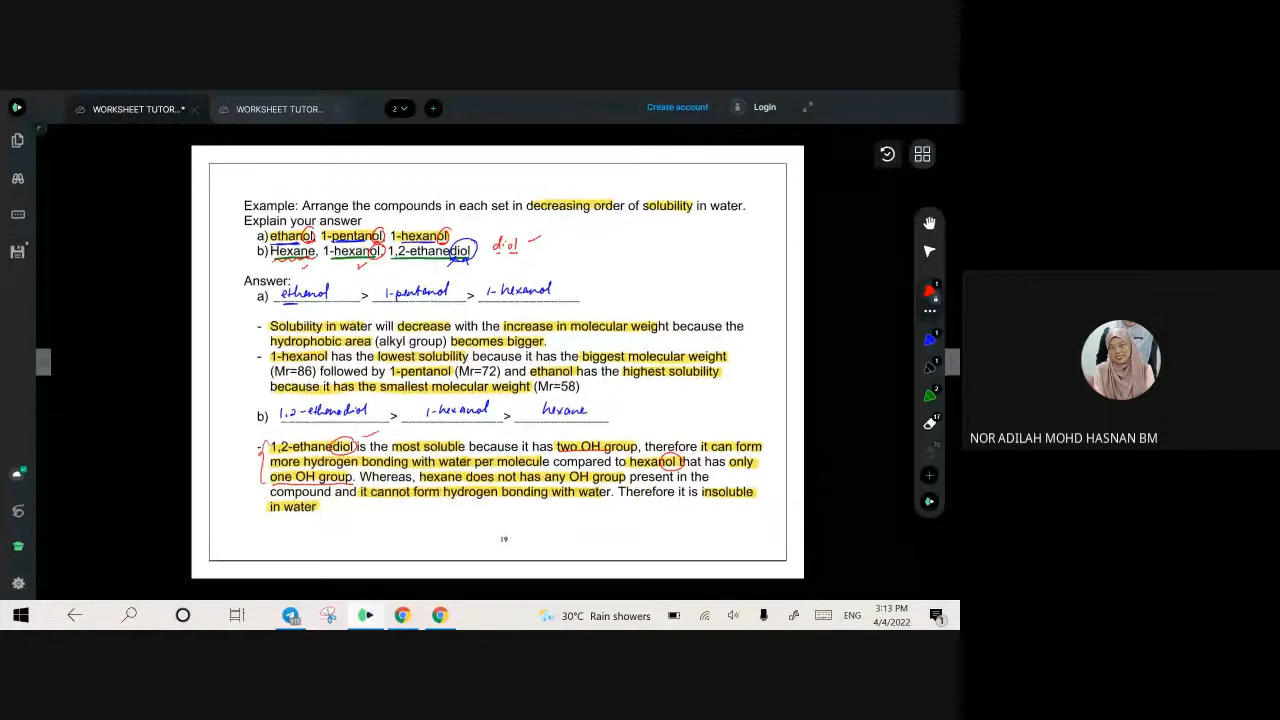 WORKSHEET TUTOR...*
WORKSHEET TUTOR...
2
Create account
Login
Example: Arrange the compounds in each set in decreasing order of solubility in water.
Explain your answer
a) ethanol, 1-pentanol, 1-hexanol
b) Hexane, 1-hexanol, 1,2-ethanediol
diol
Answer:
a) ethanol > 1-pentanol > 1-hexanol
- Solubility in water will decrease with the increase in molecular weight because the
hydrophobic area (alkyl group) becomes bigger.
- 1-hexanol has the lowest solubility because it has the biggest molecular weight
(Mr=86) followed by 1-pentanol (Mr=72) and ethanol has the highest solubility
because it has the smallest molecular weight (Mr=58)
b) 1,2-ethanediol > 1-hexanol > hexane
- 1,2-ethanediol is the most soluble because it has two OH group, therefore it can form
more hydrogen bonding with water per molecule compared to hexanol that has only
one OH group. Whereas, hexane does not has any OH group present in the
compound and it cannot form hydrogen bonding with water. Therefore it is insoluble
in water
19
NOR ADILAH MOHD HASNAN BM
1
1
1
2
17
30°C Rain showers
ENG
3:13 PM
4/4/2022
1